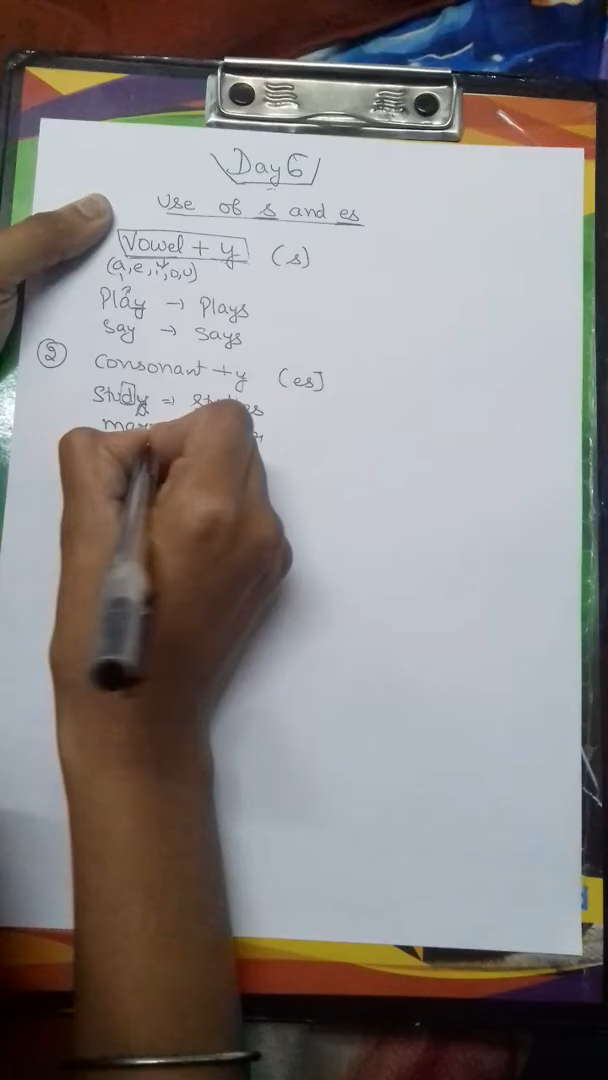 Day 6
Use of s and es
Vowel + y (s)
(a, e, i, o, u)
Play → Plays
Say → Says
② Consonant + y (es]
Study ⇒